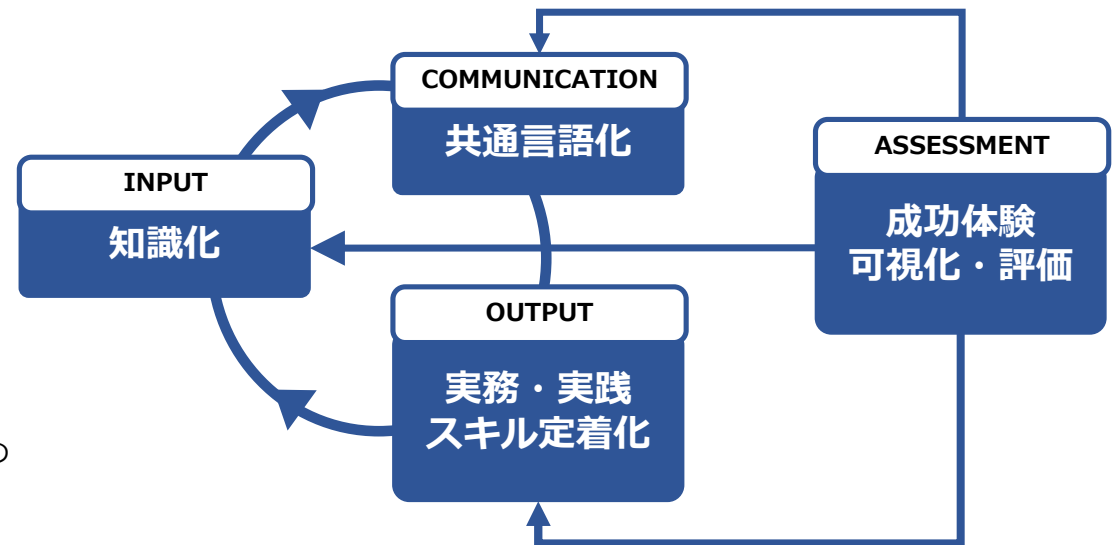 COMMUNICATION
共通言語化
INPUT
知識化
ASSESSMENT
成功体験
可視化・評価
OUTPUT
実務・実践
スキル定着化